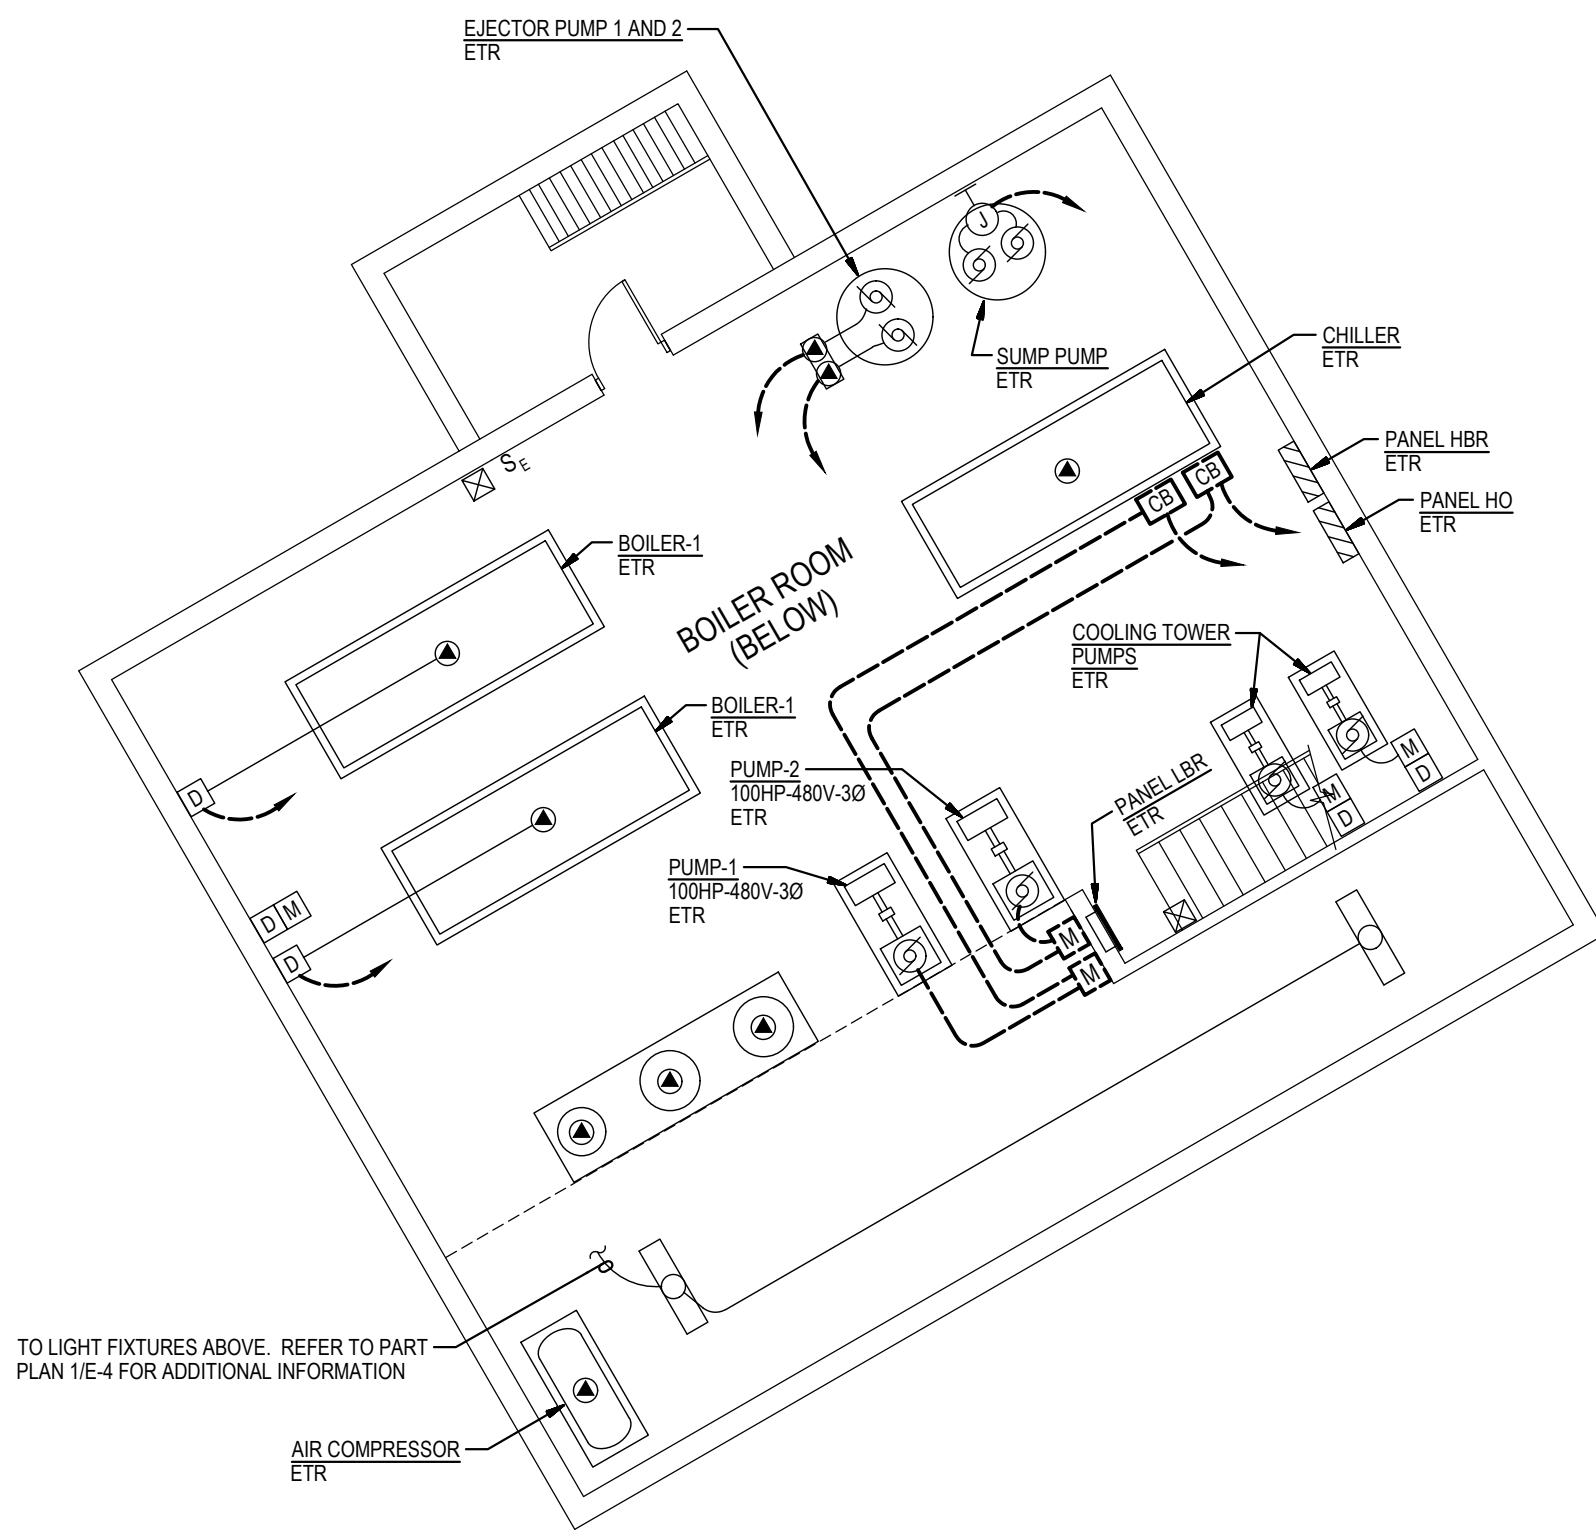 EJECTOR PUMP 1 AND 2
ETR
J
SUMP PUMP
ETR
CHILLER
ETR
PANEL HBR
ETR
PANEL HO
ETR
SE
CB
CB
BOILER-1
ETR
BOILER ROOM
(BELOW)
COOLING TOWER
PUMPS
ETR
BOILER-1
ETR
PUMP-2
100HP-480V-3Ø
ETR
PANEL LBR
ETR
M
D
M
D
D
PUMP-1
100HP-480V-3Ø
ETR
D M
D
M
M
TO LIGHT FIXTURES ABOVE. REFER TO PART
PLAN 1/E-4 FOR ADDITIONAL INFORMATION
AIR COMPRESSOR
ETR